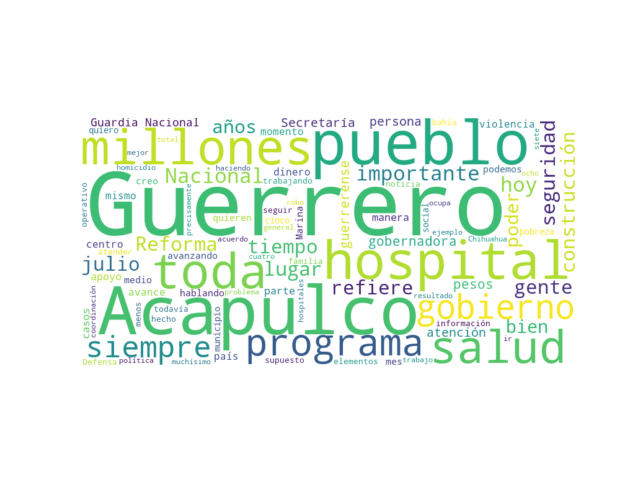 Guardia Nacional
Secretaría
persona
bahía
violencia
quiero
años
momento
millones
pueblo
seguridad
siete
total
mejor
construcción
homicidio
haciendo
creo
Nacional
dinero
importante
podemos
hoy
ocho
trabajando
noticia
Guerrero
operativo
mismo
precisamente
quieren
seguir
robo
cinco
general
Marina
guerrerense
manera
social
ocupa
poder
pobreza
centro
Reforma
acuerdo
cuatro
tiempo
gobernadora
Chihuahua
hospital
atender
avanzando
familia
julio
toda
lugar
apoyo
medio
hablando
problema
parte
refiere
pesos
gente
avance
hospitales
casos
coordinación
menos
todavía
hecho
Acapulco
municipio
resultado
gobierno
información
bien
siempre
país
programa
atención
ir
salud
Defensa
política
muchísimo
supuesto
elementos
mes
trabajo
ejemplo